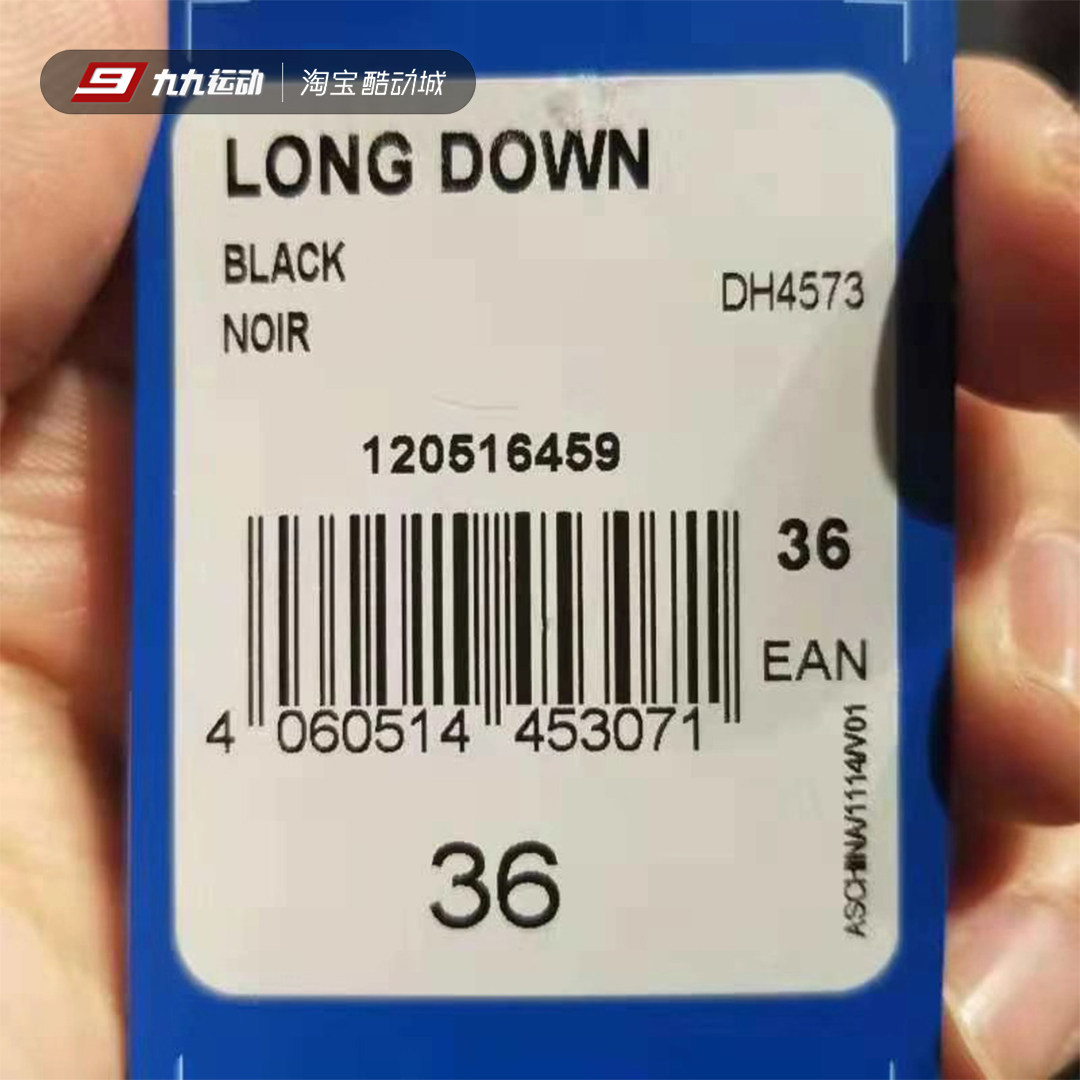 9 九九运动 淘宝酷动城
LONG DOWN
BLACK
NOIR
DH4573
120516459
36
EAN
4 060514 453071
ASCHINA/1114/V01
36